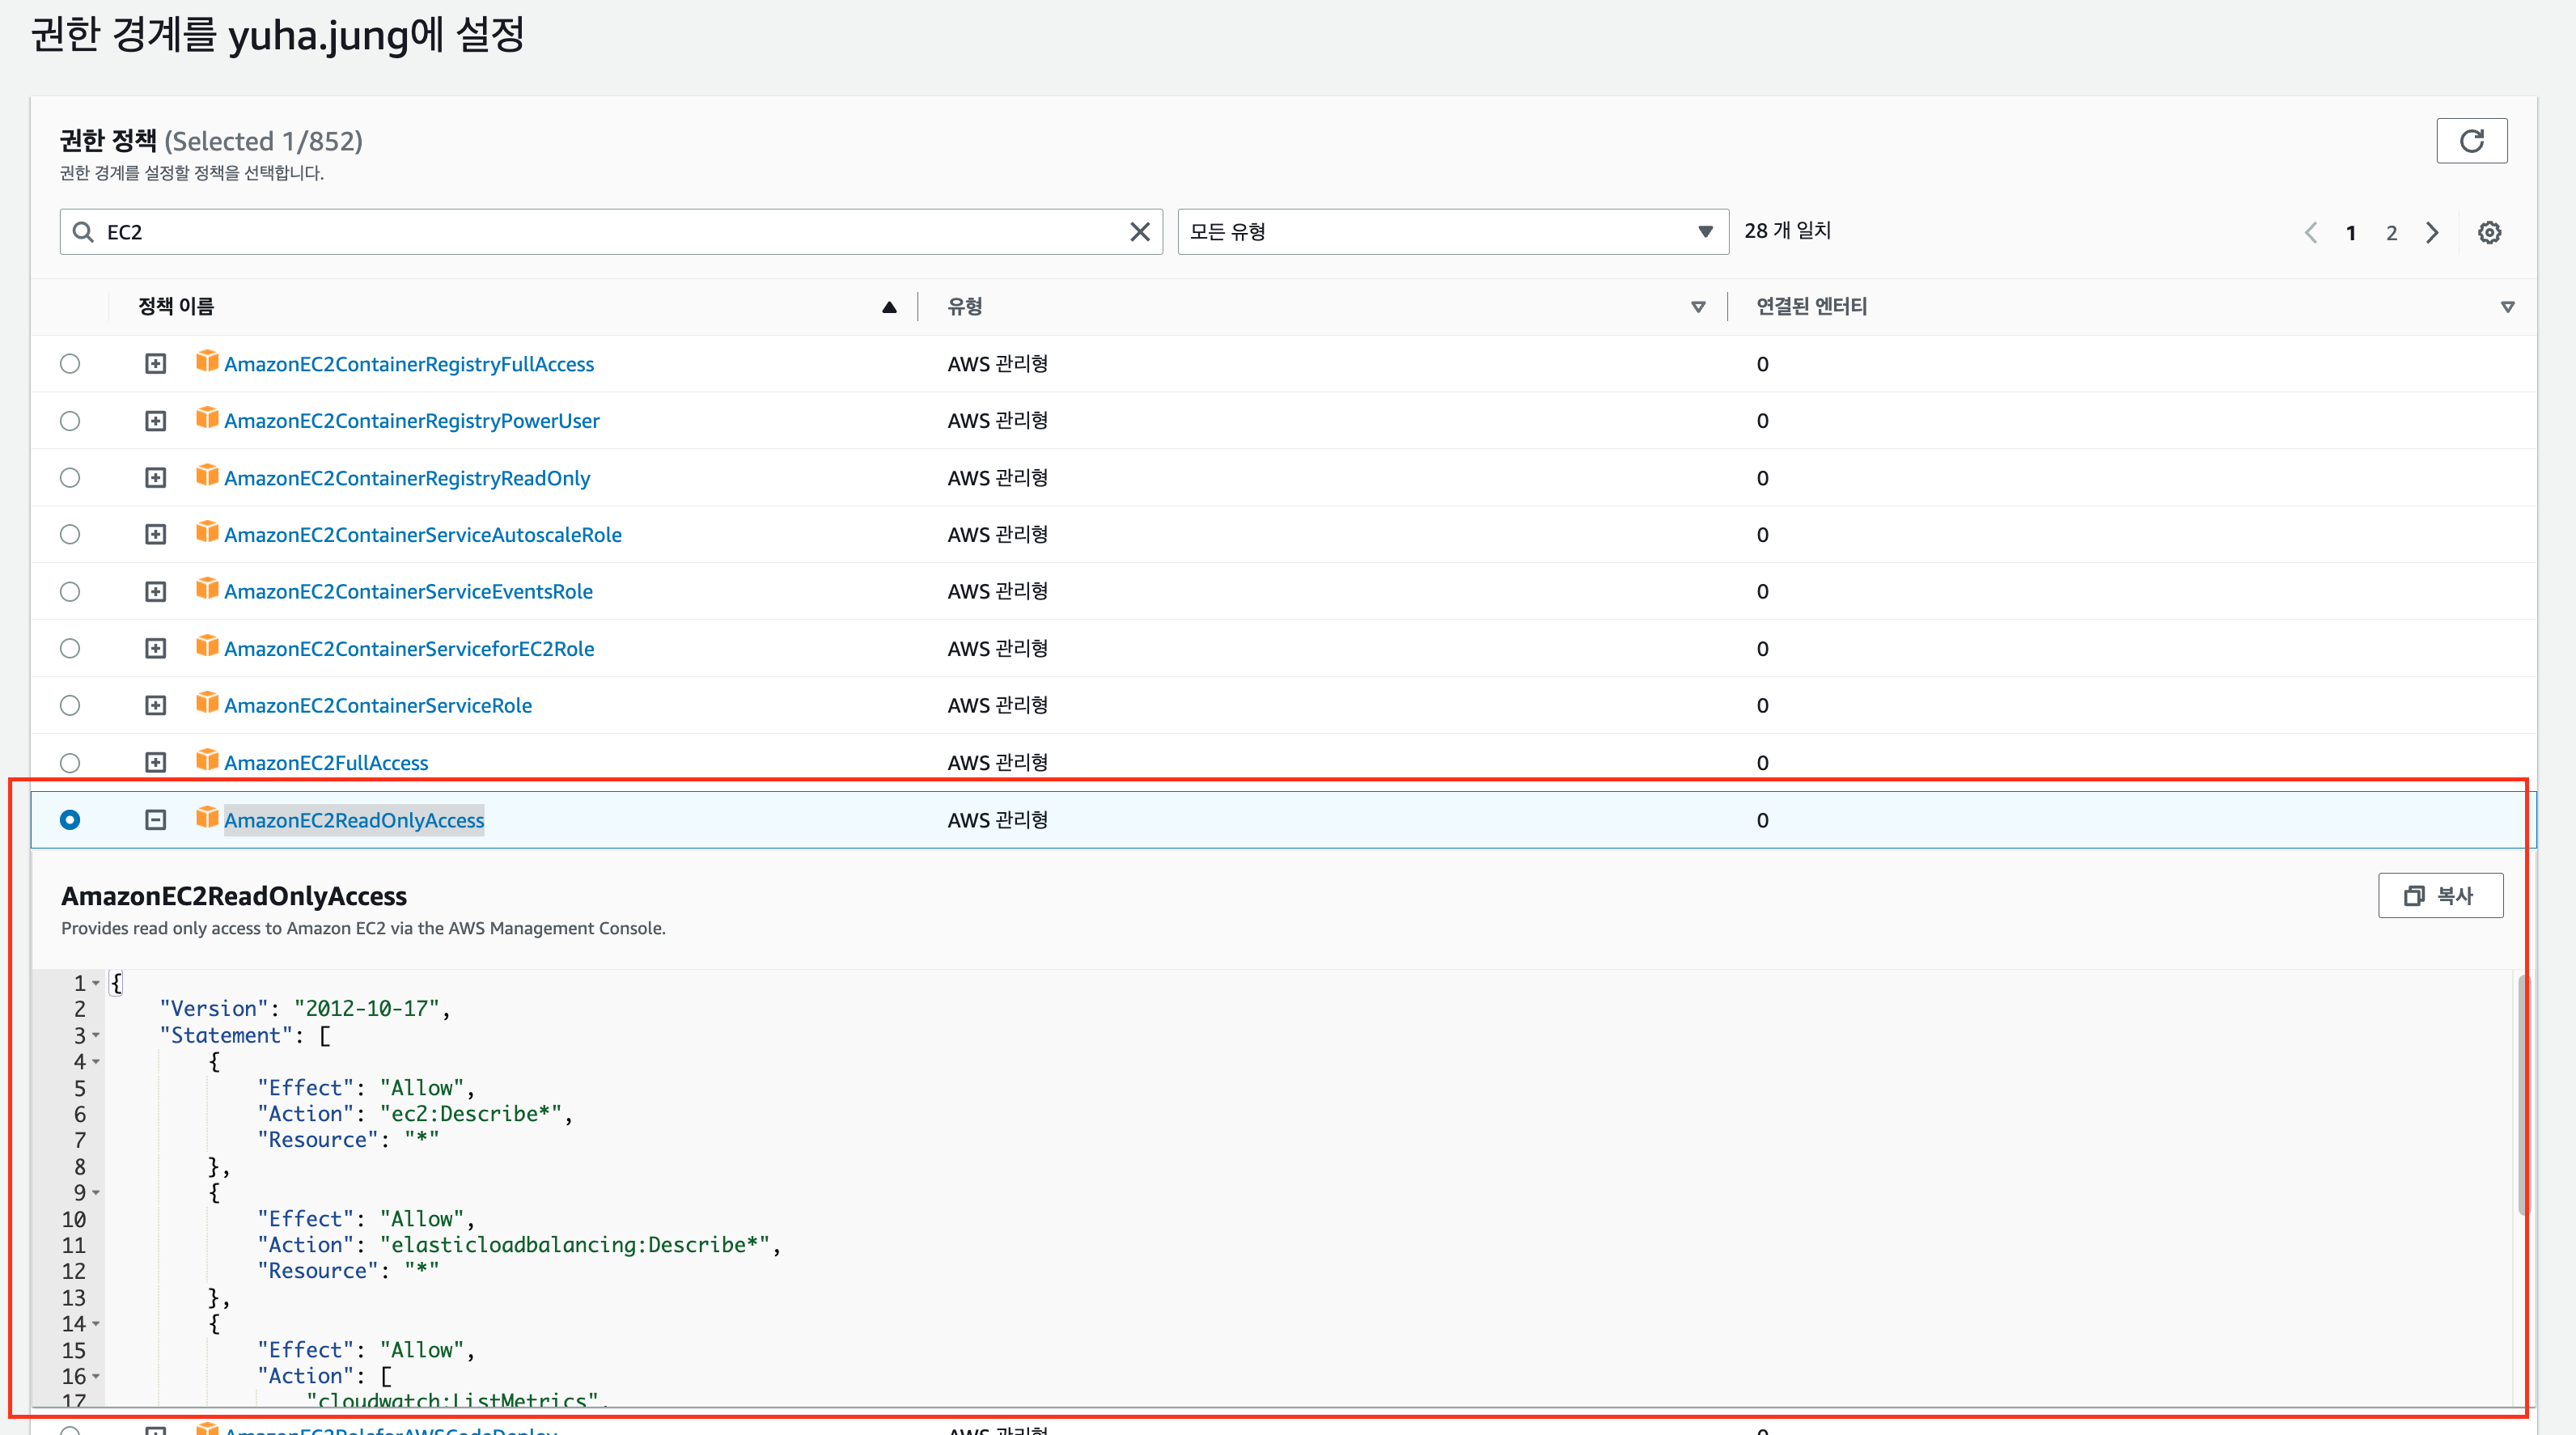 권한 경계를 yuha.jung에 설정
권한 정책 (Selected 1/852)
권한 경계를 설정할 정책을 선택합니다.
EC2
모든 유형
28 개 일치
1 2
정책 이름 유형 연결된 엔터티
AmazonEC2ContainerRegistryFullAccess AWS 관리형 0
AmazonEC2ContainerRegistryPowerUser AWS 관리형 0
AmazonEC2ContainerRegistryReadOnly AWS 관리형 0
AmazonEC2ContainerServiceAutoscaleRole AWS 관리형 0
AmazonEC2ContainerServiceEventsRole AWS 관리형 0
AmazonEC2ContainerServiceforEC2Role AWS 관리형 0
AmazonEC2ContainerServiceRole AWS 관리형 0
AmazonEC2FullAccess AWS 관리형 0
AmazonEC2ReadOnlyAccess AWS 관리형 0
AmazonEC2ReadOnlyAccess
복사
Provides read only access to Amazon EC2 via the AWS Management Console.
1 {
2 "Version": "2012-10-17",
3 "Statement": [
4 {
5 "Effect": "Allow",
6 "Action": "ec2:Describe*",
7 "Resource": "*"
8 },
9 {
10 "Effect": "Allow",
11 "Action": "elasticloadbalancing:Describe*",
12 "Resource": "*"
13 },
14 {
15 "Effect": "Allow",
16 "Action": [
17 "cloudwatch:ListMetrics",
AmazonEC2RoleforAWSCodeDeploy AWS 관리형 0